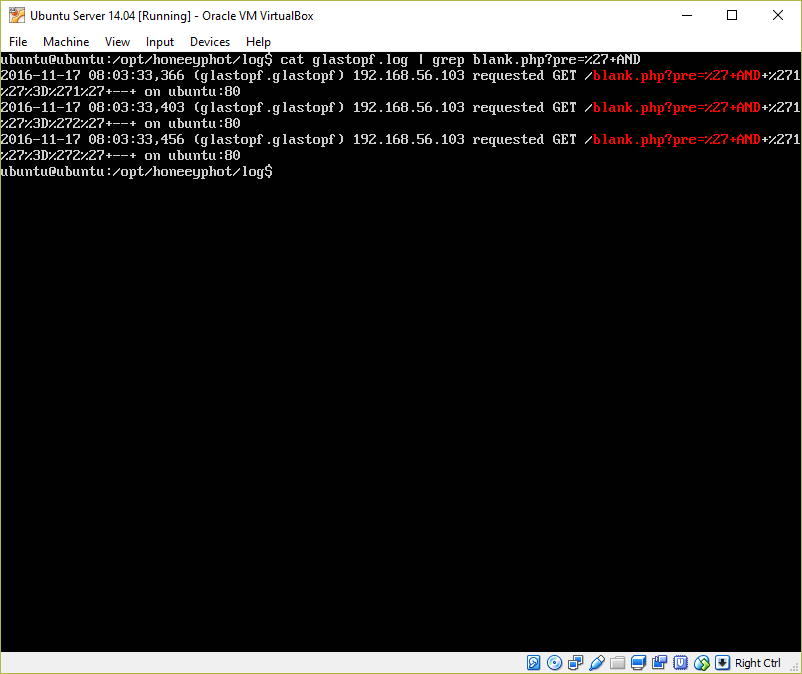 Ubuntu Server 14.04 [Running] - Oracle VM VirtualBox
File Machine View Input Devices Help
ubuntu@ubuntu:/opt/honeeyphot/log$ cat glastopf.log | grep blank.php?pre=%27+AND
2016-11-17 08:03:33,366 (glastopf.glastopf) 192.168.56.103 requested GET /blank.php?pre=%27+AND+%271
%27%3D%271%27+--+ on ubuntu:80
2016-11-17 08:03:33,403 (glastopf.glastopf) 192.168.56.103 requested GET /blank.php?pre=%27+AND+%271
%27%3D%272%27+--+ on ubuntu:80
2016-11-17 08:03:33,456 (glastopf.glastopf) 192.168.56.103 requested GET /blank.php?pre=%27+AND+%271
%27%3D%272%27+--+ on ubuntu:80
ubuntu@ubuntu:/opt/honeeyphot/log$
Right Ctrl